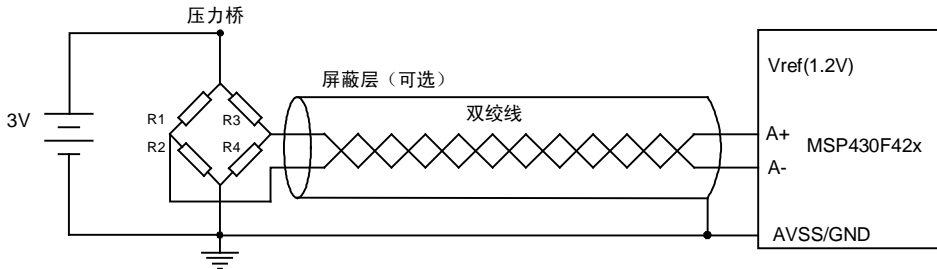 压力桥
Vref(1.2V)
屏蔽层（可选）
双绞线
3V
R1
R3
R2
R4
A+
MSP430F42x
A-
AVSS/GND